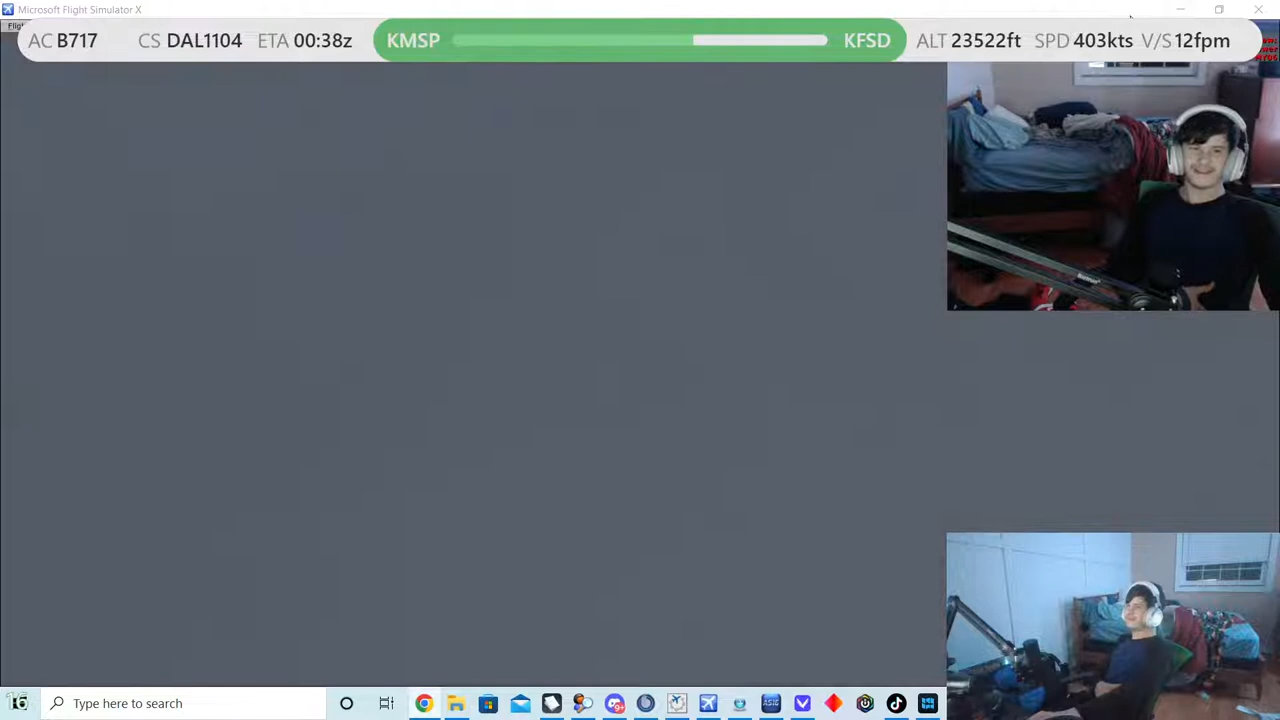 Microsoft Flight Simulator X
AC B717 CS DAL1104 ETA 00:38z KMSP KFSD ALT 23522ft SPD 403kts V/S 12fpm
Type here to search